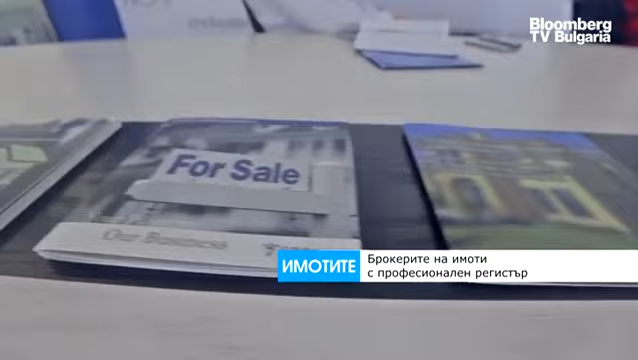 Bloomberg
TV Bulgaria
For Sale
Our Business
ИМОТИТЕ
Брокерите на имоти
с професионален регистър